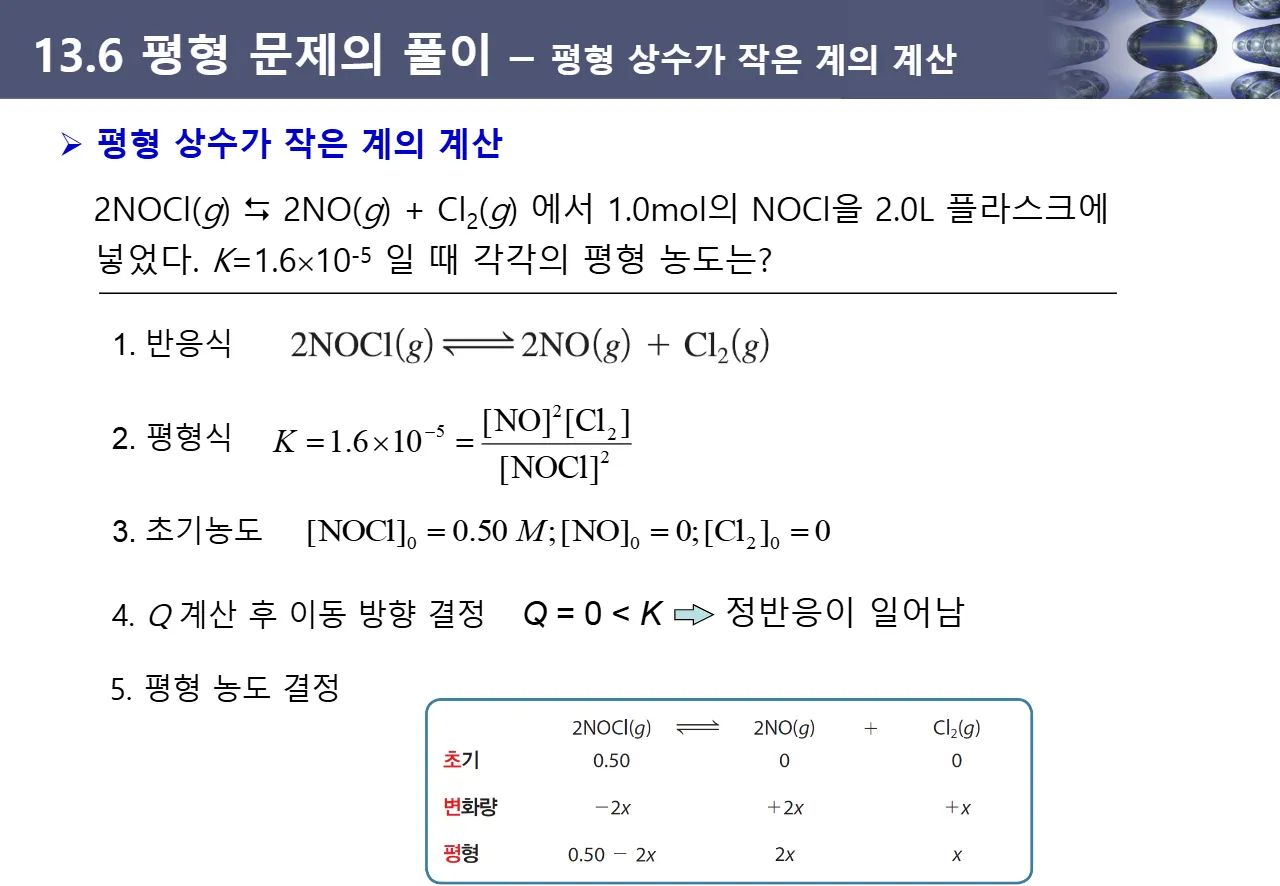 13.6 평형 문제의 풀이 – 평형 상수가 작은 계의 계산
➢ 평형 상수가 작은 계의 계산
2NOCl(g) ⇆ 2NO(g) + Cl₂(g) 에서 1.0mol의 NOCl을 2.0L 플라스크에
넣었다. K=1.6×10⁻⁵ 일 때 각각의 평형 농도는?
1. 반응식 2NOCl(g) ⇌ 2NO(g) + Cl₂(g)
2. 평형식 K = 1.6×10⁻⁵ = [NO]²[Cl₂] / [NOCl]²
3. 초기농도 [NOCl]₀ = 0.50 M; [NO]₀ = 0; [Cl₂]₀ = 0
4. Q 계산 후 이동 방향 결정 Q = 0 < K ⇨ 정반응이 일어남
5. 평형 농도 결정
2NOCl(g) ⇌ 2NO(g) + Cl₂(g)
초기 0.50 0 0
변화량 −2x +2x +x
평형 0.50 − 2x 2x x